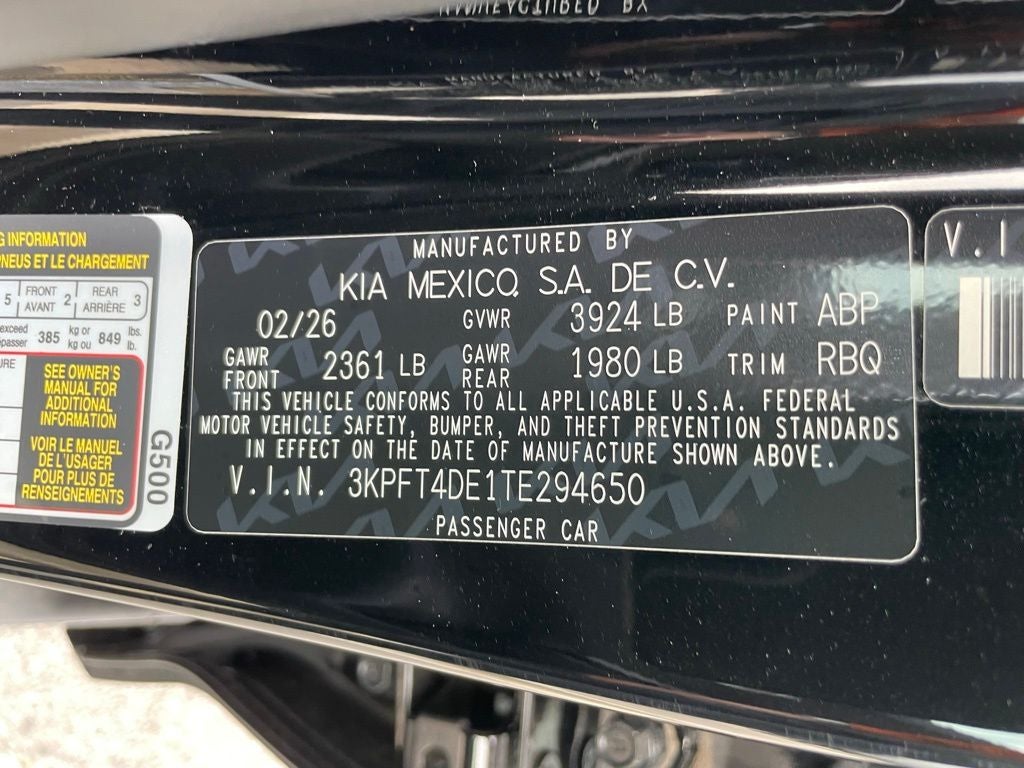 G INFORMATION
PNEUS ET LE CHARGEMENT
5 FRONT AVANT 2 REAR ARRIÈRE 3
exceed
passer 385 kg or kg ou 849 lbs. lb.
SEE OWNER'S
MANUAL FOR
ADDITIONAL
INFORMATION
VOIR LE MANUEL
DE L'USAGER
POUR PLUS DE
RENSEIGNEMENTS
G500
MANUFACTURED BY
KIA MEXICO, S.A. DE C.V.
02/26 GVWR 3924 LB PAINT ABP
GAWR FRONT 2361 LB GAWR REAR 1980 LB TRIM RBQ
THIS VEHICLE CONFORMS TO ALL APPLICABLE U.S.A. FEDERAL
MOTOR VEHICLE SAFETY, BUMPER, AND THEFT PREVENTION STANDARDS
IN EFFECT ON THE DATE OF MANUFACTURE SHOWN ABOVE.
V.I.N. 3KPFT4DE1TE294650
PASSENGER CAR
V.I